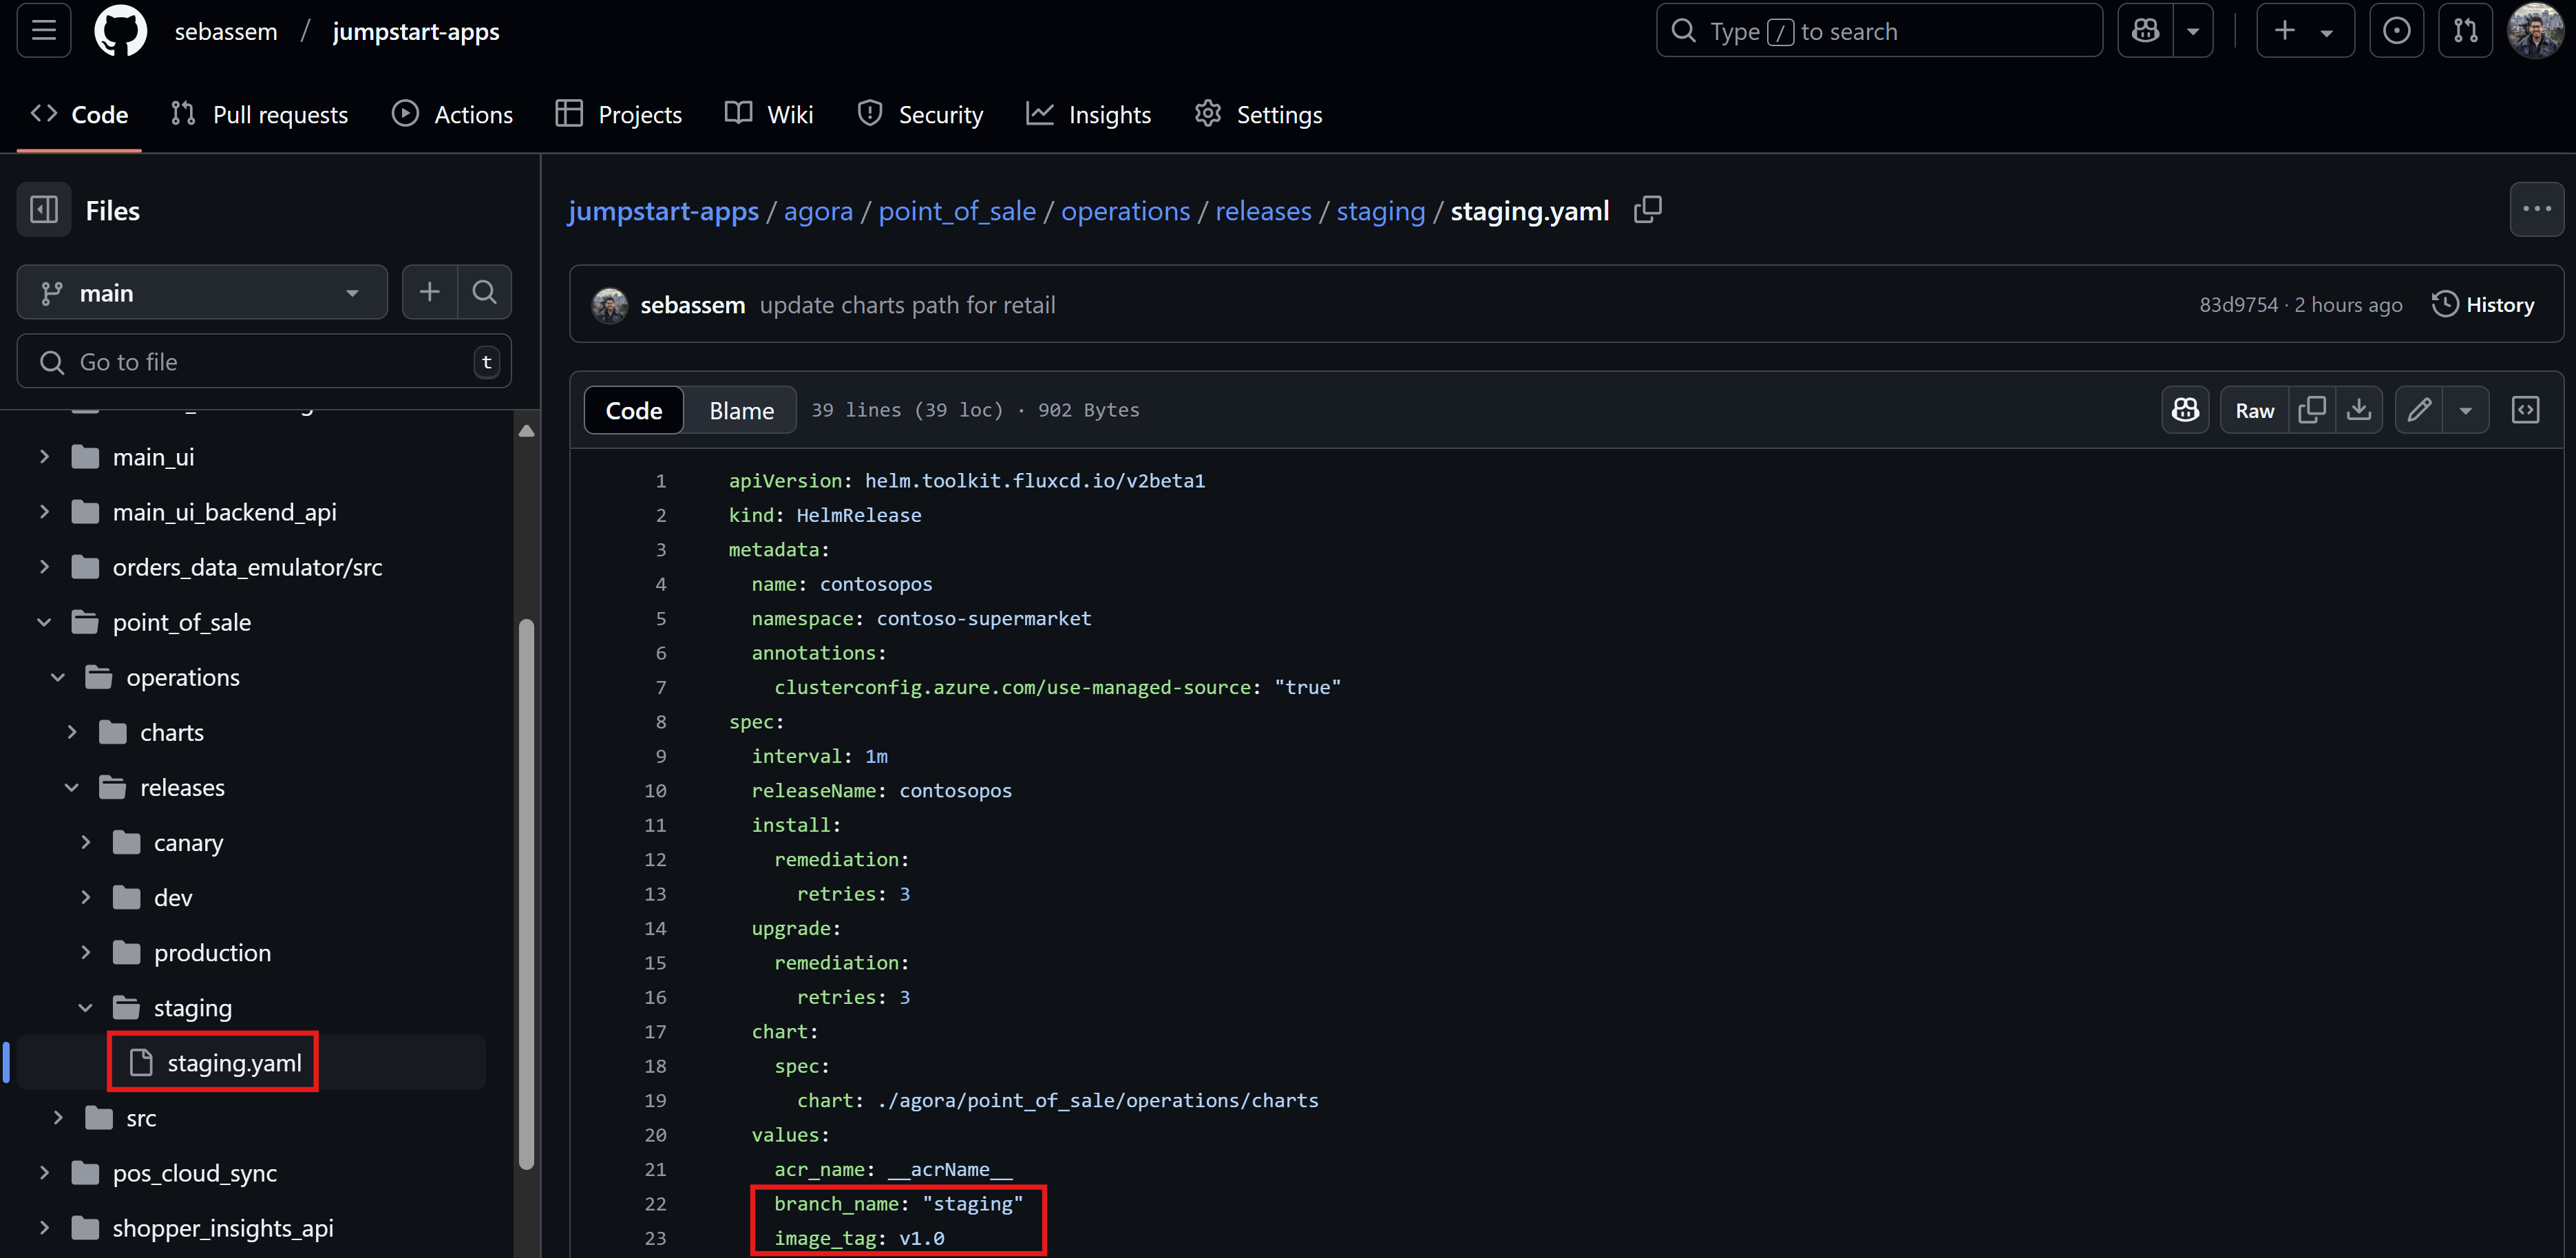 sebassem / jumpstart-apps
Type / to search
Code
Pull requests
Actions
Projects
Wiki
Security
Insights
Settings
Files
main
Go to file
t
main_ui
main_ui_backend_api
orders_data_emulator/src
point_of_sale
operations
charts
releases
canary
dev
production
staging
staging.yaml
src
pos_cloud_sync
shopper_insights_api
jumpstart-apps / agora / point_of_sale / operations / releases / staging / staging.yaml
sebassem update charts path for retail
83d9754 · 2 hours ago
History
Code
Blame
39 lines (39 loc) · 902 Bytes
Raw
1 apiVersion: helm.toolkit.fluxcd.io/v2beta1
2 kind: HelmRelease
3 metadata:
4 name: contosopos
5 namespace: contoso-supermarket
6 annotations:
7 clusterconfig.azure.com/use-managed-source: "true"
8 spec:
9 interval: 1m
10 releaseName: contosopos
11 install:
12 remediation:
13 retries: 3
14 upgrade:
15 remediation:
16 retries: 3
17 chart:
18 spec:
19 chart: ./agora/point_of_sale/operations/charts
20 values:
21 acr_name: __acrName__
22 branch_name: "staging"
23 image_tag: v1.0